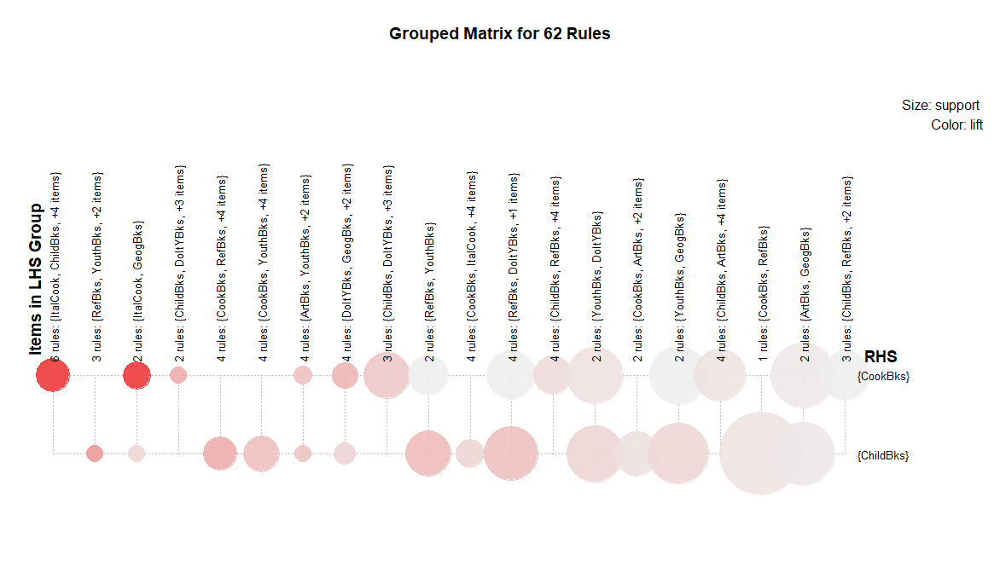 Grouped Matrix for 62 Rules
Size: support
Color: lift
Items in LHS Group
6 rules: {ItalCook, ChildBks, +4 items}
3 rules: {RefBks, YouthBks, +2 items}
2 rules: {ItalCook, GeogBks}
2 rules: {ChildBks, DoItYBks, +3 items}
4 rules: {CookBks, RefBks, +4 items}
4 rules: {CookBks, YouthBks, +4 items}
4 rules: {ArtBks, YouthBks, +2 items}
4 rules: {DoItYBks, GeogBks, +2 items}
3 rules: {ChildBks, DoItYBks, +3 items}
2 rules: {RefBks, YouthBks}
4 rules: {CookBks, ItalCook, +4 items}
4 rules: {RefBks, DoItYBks, +1 items}
4 rules: {ChildBks, RefBks, +4 items}
2 rules: {YouthBks, DoItYBks}
2 rules: {CookBks, ArtBks, +2 items}
2 rules: {YouthBks, GeogBks}
4 rules: {ChildBks, ArtBks, +4 items}
1 rules: {CookBks, RefBks}
2 rules: {ArtBks, GeogBks}
3 rules: {ChildBks, RefBks, +2 items}
RHS
{CookBks}
{ChildBks}